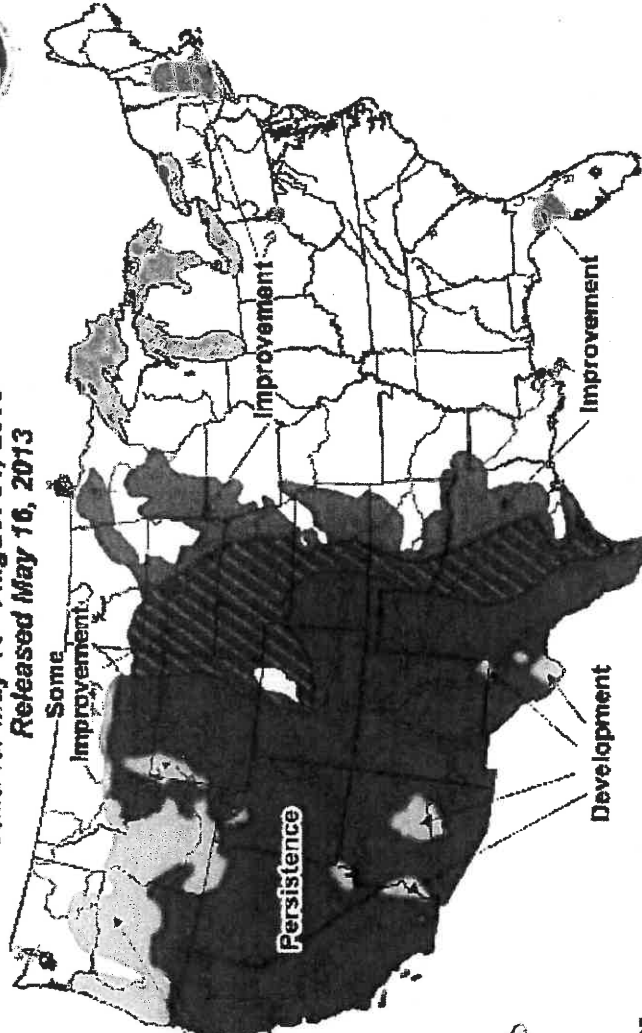 Released May 16, 2013
Some
Improvement
Improvement
Persistence
Improvement
Development